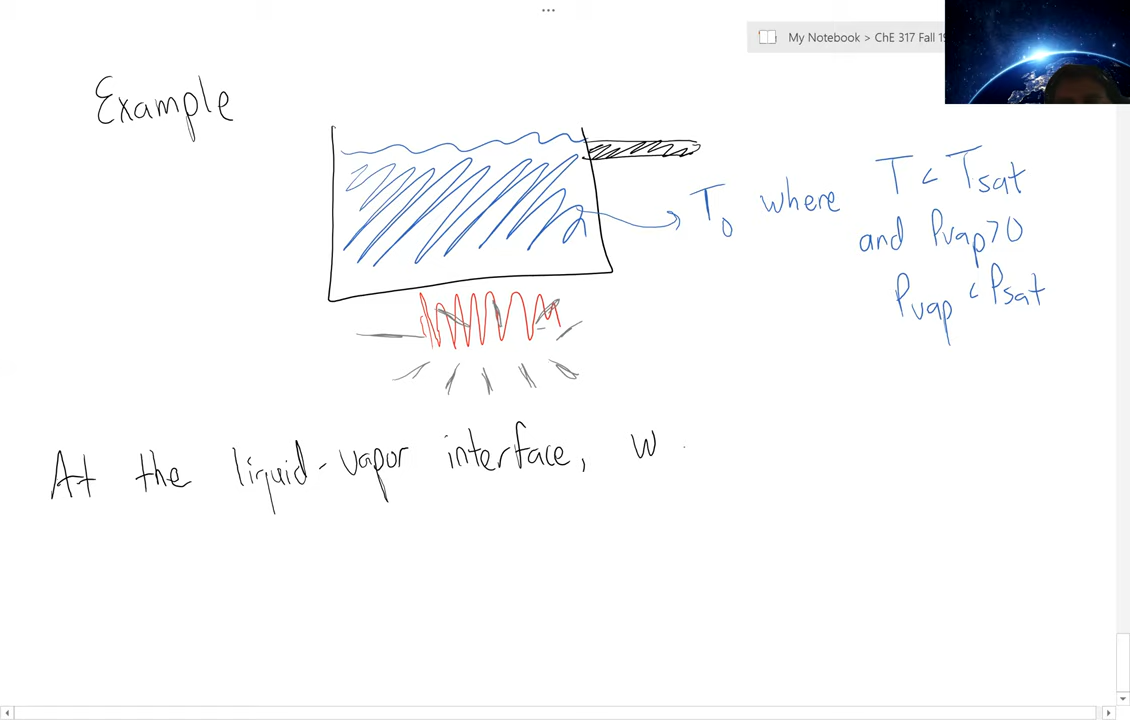 My Notebook > ChE 317 Fall 19
Example
T₀ where T < Tsat
and Pvap > 0
Pvap < Psat
At the liquid-vapor interface, w